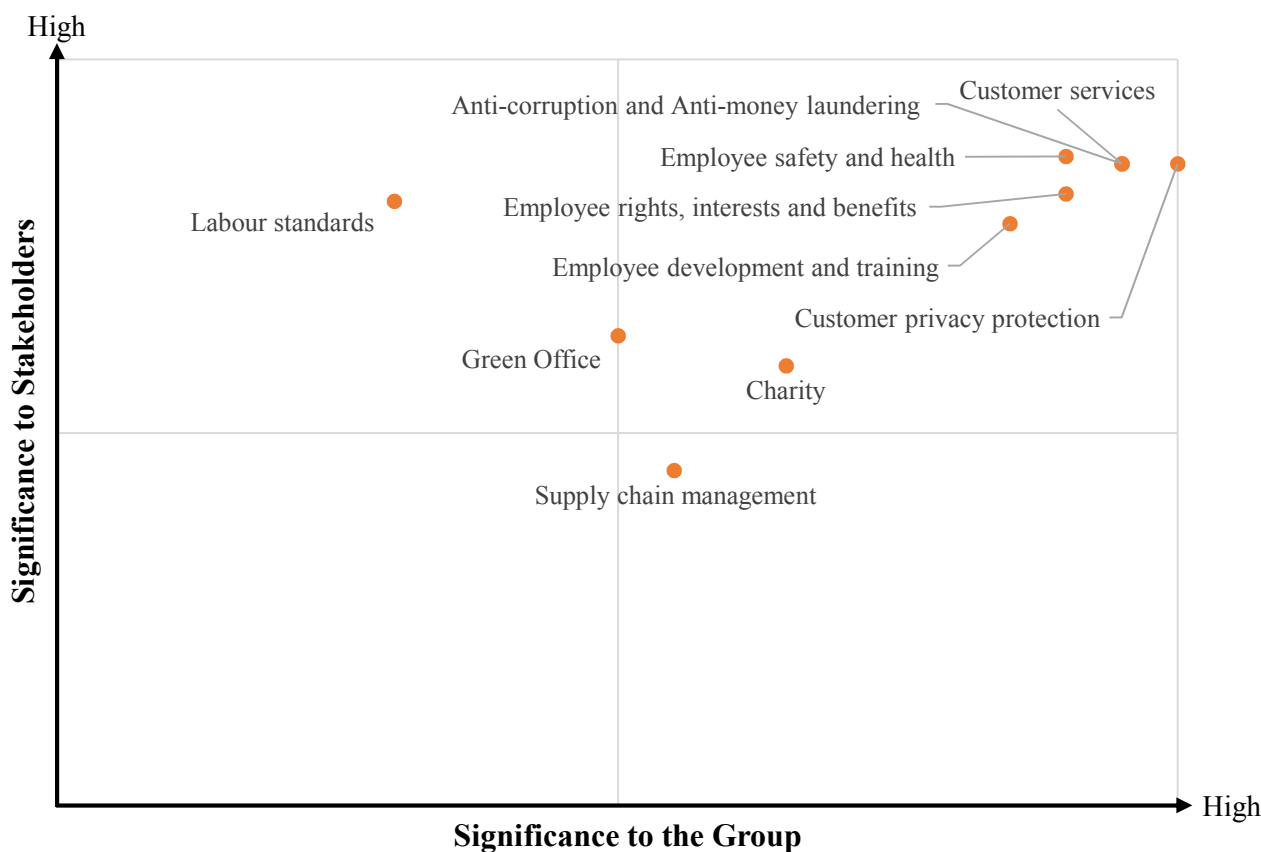 High
Customer services
Anti-corruption and Anti-money laundering
Employee safety and health
Employee rights, interests and benefits
Labour standards
Employee development and training
Customer privacy protection
Green Office
Charity
Supply chain management
Significance to Stakeholders
High
Significance to the Group